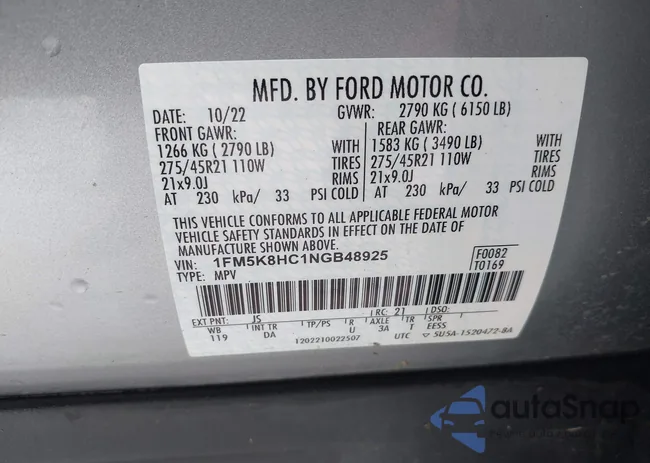 MFD. BY FORD MOTOR CO.
DATE: 10/22 GVWR: 2790 KG ( 6150 LB)
FRONT GAWR: REAR GAWR:
1266 KG ( 2790 LB) WITH 1583 KG ( 3490 LB) WITH
275/45R21 110W TIRES 275/45R21 110W TIRES
21x9.0J RIMS 21x9.0J RIMS
AT 230 kPa/ 33 PSI COLD AT 230 kPa/ 33 PSI COLD
THIS VEHICLE CONFORMS TO ALL APPLICABLE FEDERAL MOTOR
VEHICLE SAFETY STANDARDS IN EFFECT ON THE DATE OF
MANUFACTURE SHOWN ABOVE.
VIN: 1FM5K8HC1NGB48925 F0082
TYPE: MPV T0169
EXT PNT: JS RC: 21 DSO:
WB INT TR TP/PS R AXLE TR SPR
119 DA U 3A T EESS
1202210022507 UTC 5U5A-1520472-BA
autoSnap